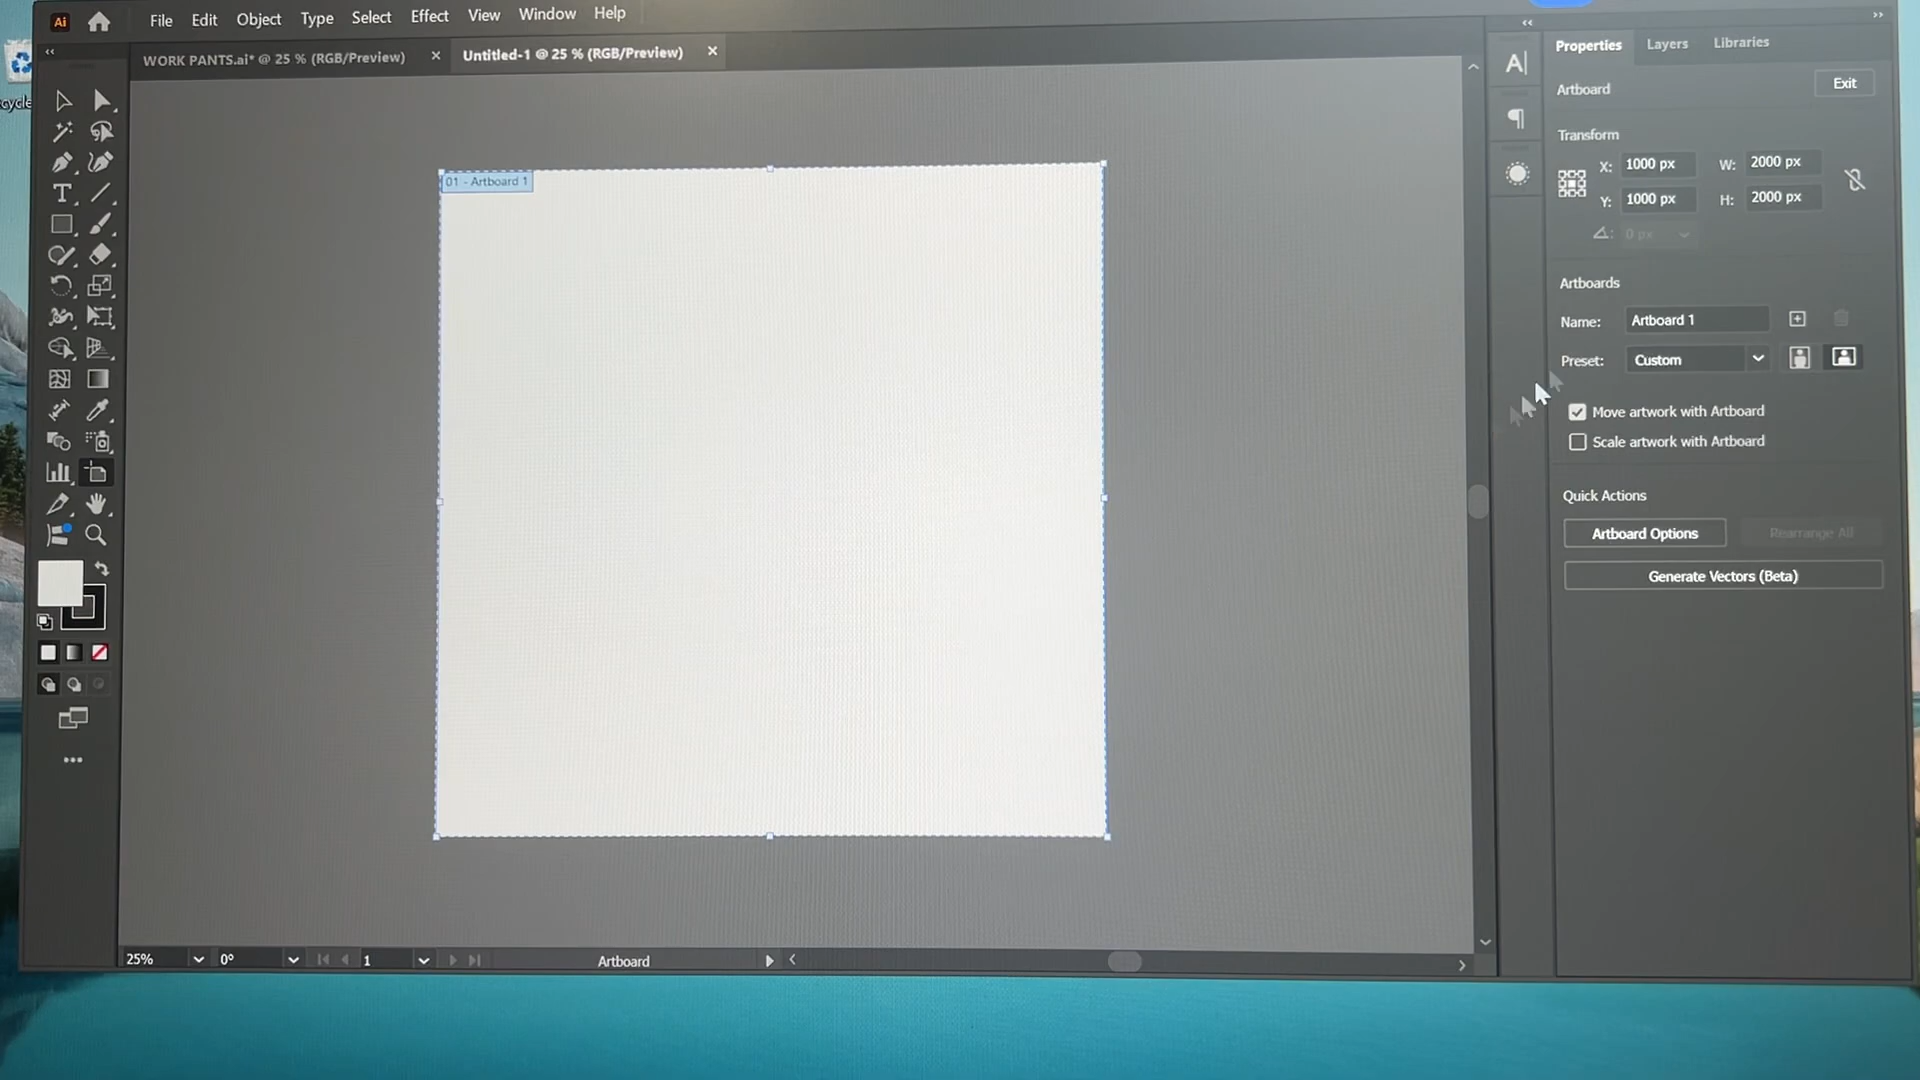 Ai File Edit Object Type Select Effect View Window Help
WORK PANTS.ai* @ 25 % (RGB/Preview) × Untitled-1 @ 25 % (RGB/Preview) ×
Properties Layers Libraries
Artboard Exit
Transform
X: 1000 px W: 2000 px
Y: 1000 px H: 2000 px
0 px
01 - Artboard 1
Artboards
Name: Artboard 1
Preset: Custom
Move artwork with Artboard
Scale artwork with Artboard
Quick Actions
Artboard Options Rearrange All
Generate Vectors (Beta)
25% 0° 1 Artboard